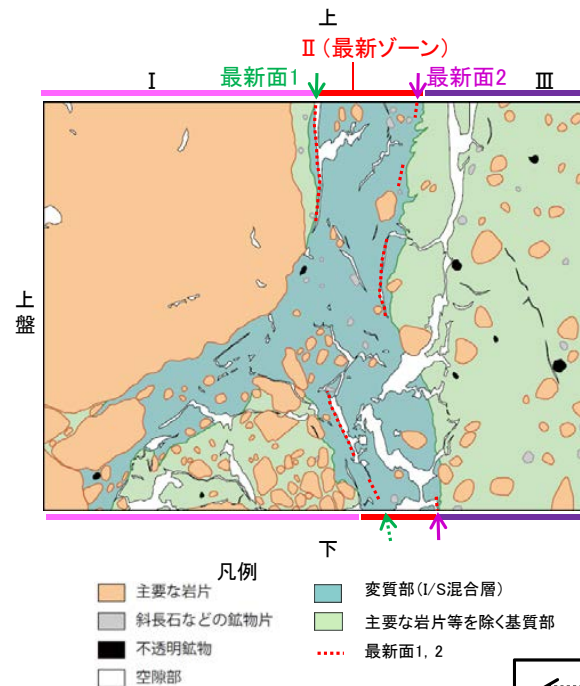 上
Ⅱ(最新ゾーン)
Ⅰ 最新面1 最新面2 Ⅲ
上盤
下
凡例
主要な岩片
斜長石などの鉱物片
不透明鉱物
空隙部
変質部(I/S混合層)
主要な岩片等を除く基質部
最新面1, 2